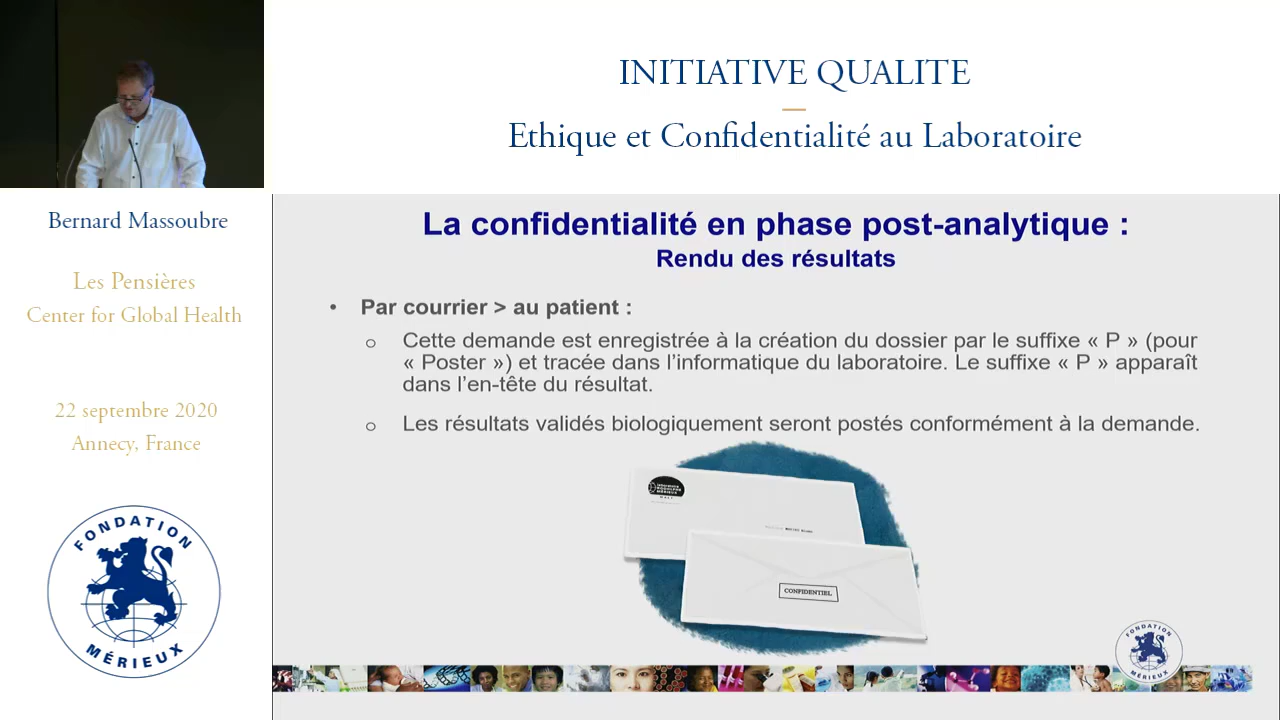 INITIATIVE QUALITE
Ethique et Confidentialité au Laboratoire
Bernard Massoubre
Les Pensières
Center for Global Health
22 septembre 2020
Annecy, France
FONDATION
MÉRIEUX
La confidentialité en phase post-analytique :
Rendu des résultats
• Par courrier > au patient :
o Cette demande est enregistrée à la création du dossier par le suffixe « P » (pour
« Poster ») et tracée dans l’informatique du laboratoire. Le suffixe « P » apparaît
dans l’en-tête du résultat.
o Les résultats validés biologiquement seront postés conformément à la demande.
CONFIDENTIEL
FONDATION
MÉRIEUX